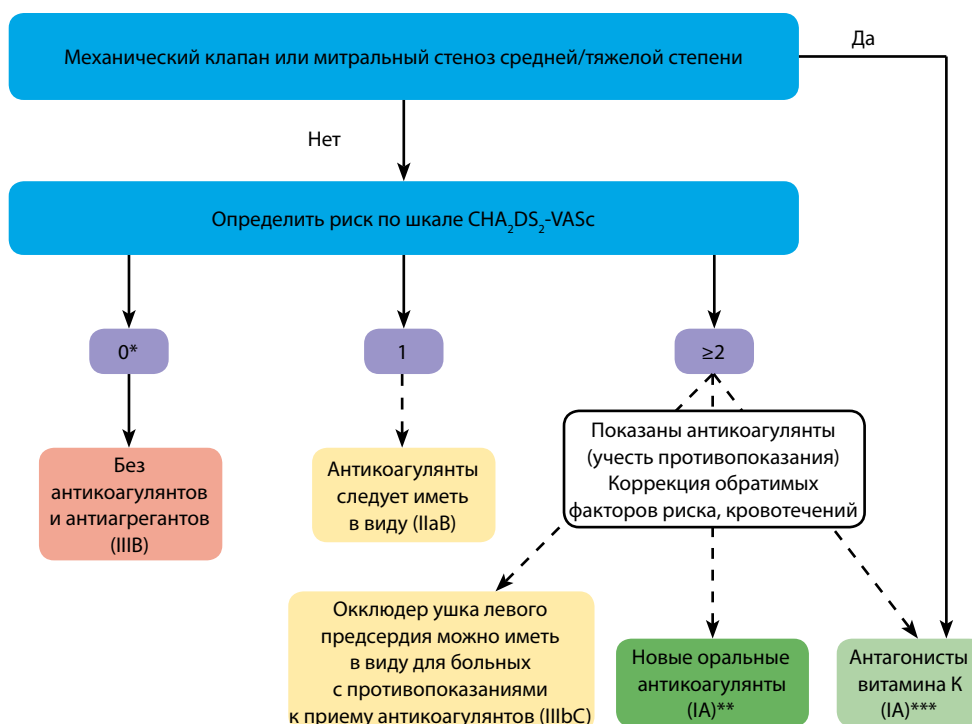 Механический клапан или митральный стеноз средней/тяжелой степени
Да
Нет
Определить риск по шкале CHA₂DS₂-VASc
0*
1
≥2
Без
антикоагулянтов
и антиагрегантов
(IIIB)
Антикоагулянты
следует иметь
в виду (IIaB)
Показаны антикоагулянты
(учесть противопоказания)
Коррекция обратимых
факторов риска, кровотечений
Окклюдер ушка левого
предсердия можно иметь
в виду для больных
с противопоказаниями
к приему антикоагулянтов (IIIbC)
Новые оральные
антикоагулянты
(IA)**
Антагонисты
витамина К
(IA)***